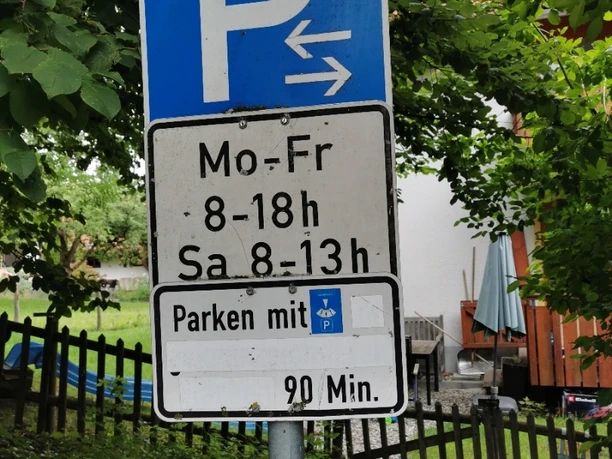 P
Mo-Fr
8-18h
Sa 8-13h
Parken mit P
90 Min.